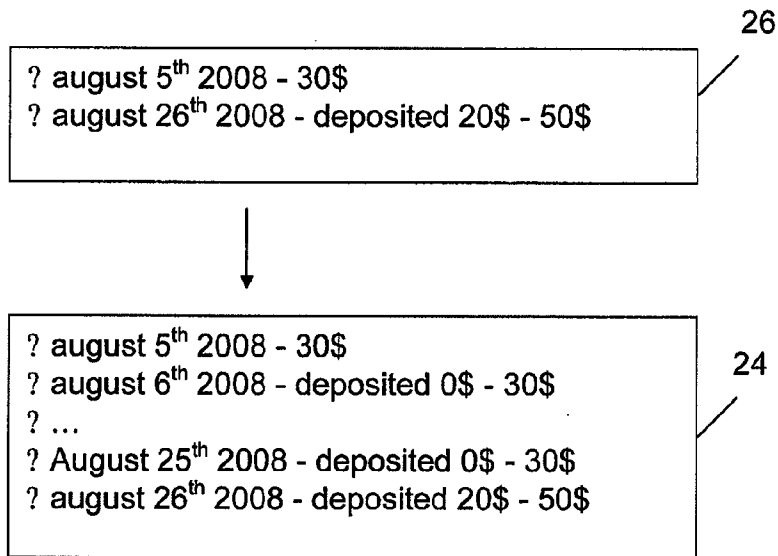 26
? august 5th 2008 - 30$
? august 26th 2008 - deposited 20$ - 50$
? august 5th 2008 - 30$
? august 6th 2008 - deposited 0$ - 30$
? ...
? August 25th 2008 - deposited 0$ - 30$
? august 26th 2008 - deposited 20$ - 50$
24